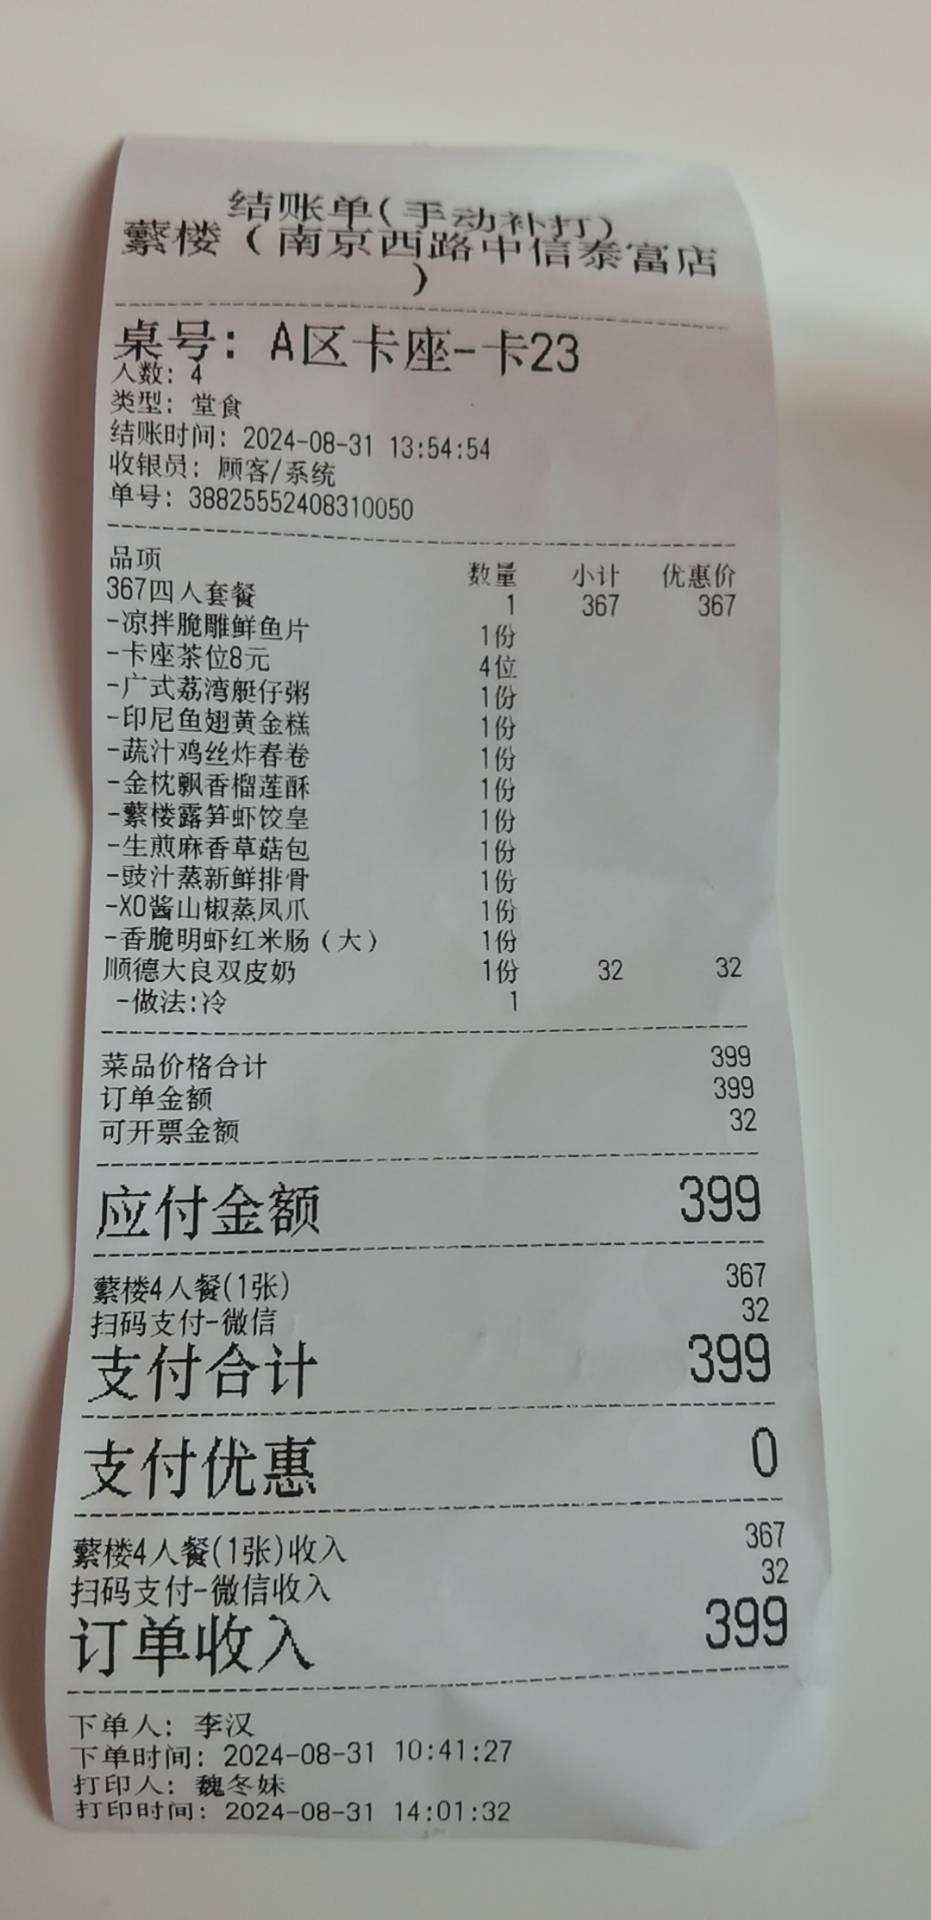 结账单(手动补打)
蘩楼（南京西路中信泰富店
）
桌号: A区卡座-卡23
人数: 4
类型: 堂食
结账时间: 2024-08-31 13:54:54
收银员: 顾客/系统
单号: 38825552408310050
品项 数量 小计 优惠价
367四人套餐 1 367 367
-凉拌脆雕鲜鱼片 1份
-卡座茶位8元 4位
-广式荔湾艇仔粥 1份
-印尼鱼翅黄金糕 1份
-蔬汁鸡丝炸春卷 1份
-金枕飘香榴莲酥 1份
-蘩楼露笋虾饺皇 1份
-生煎麻香草菇包 1份
-豉汁蒸新鲜排骨 1份
-XO酱山椒蒸凤爪 1份
-香脆明虾红米肠（大） 1份
顺德大良双皮奶 1份 32 32
-做法:冷 1
菜品价格合计 399
订单金额 399
可开票金额 32
应付金额 399
蘩楼4人餐(1张) 367
扫码支付-微信 32
支付合计 399
支付优惠 0
蘩楼4人餐(1张)收入 367
扫码支付-微信收入 32
订单收入 399
下单人: 李汉
下单时间: 2024-08-31 10:41:27
打印人: 魏冬妹
打印时间: 2024-08-31 14:01:32